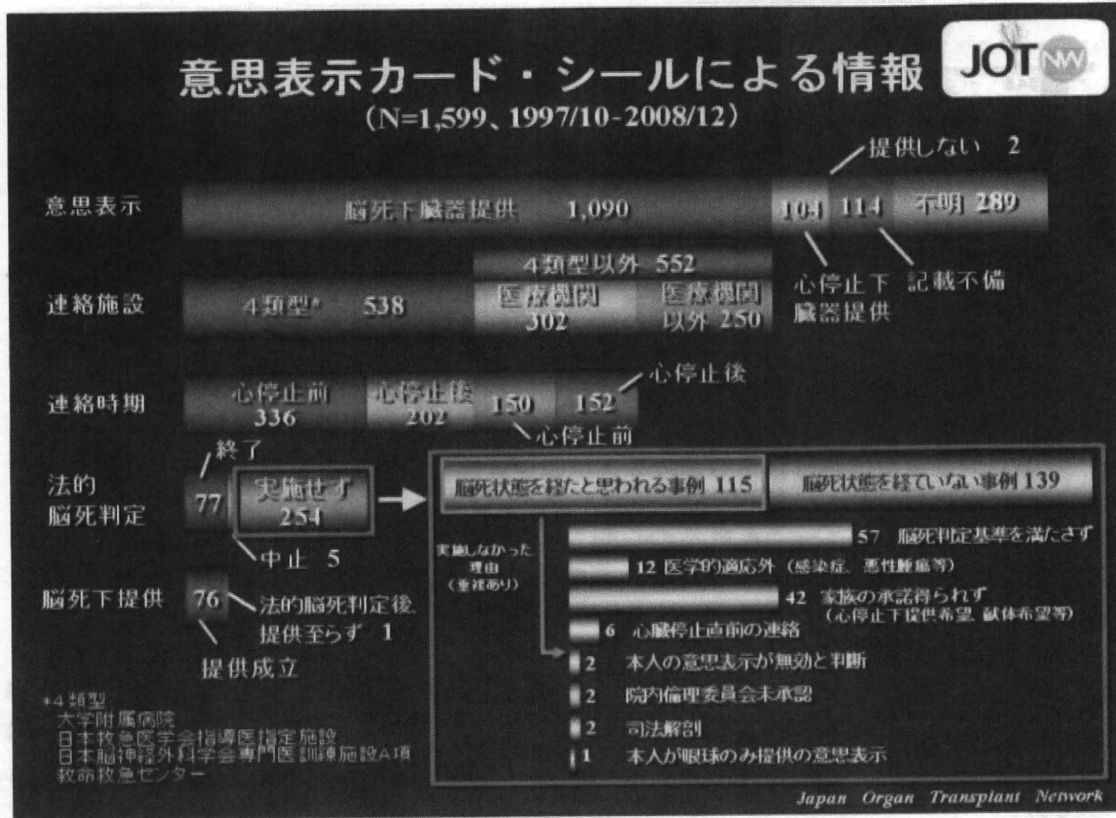 意思表示カード・シールによる情報
JOT NW
(N=1,599、1997/10-2008/12)
提供しない 2
意思表示
脳死下臓器提供 1,090
104
114
不明 289
心停止下
臓器提供
記載不備
4類型以外 552
連絡施設
4類型* 538
医療機関
302
医療機関
以外 250
連絡時期
心停止前
336
心停止後
202
150
152
心停止後
心停止前
終了
法的
脳死判定
77
実施せず
254
中止 5
脳死状態を経たと思われる事例 115
脳死状態を経ていない事例 139
実施しなかった
理由
(重複あり)
57 脳死判定基準を満たさず
12 医学的適応外 (感染症、悪性腫瘍等)
42 家族の承諾得られず
(心停止下提供希望、献体希望等)
6 心臓停止直前の連絡
2 本人の意思表示が無効と判断
2 院内倫理委員会未承認
2 司法解剖
1 本人が眼球のみ提供の意思表示
脳死下提供
76
法的脳死判定後、
提供至らず 1
提供成立
*4類型
大学附属病院
日本救急医学会指導医指定施設
日本脳神経外科学会専門医訓練施設A項
救命救急センター
Japan Organ Transplant Network